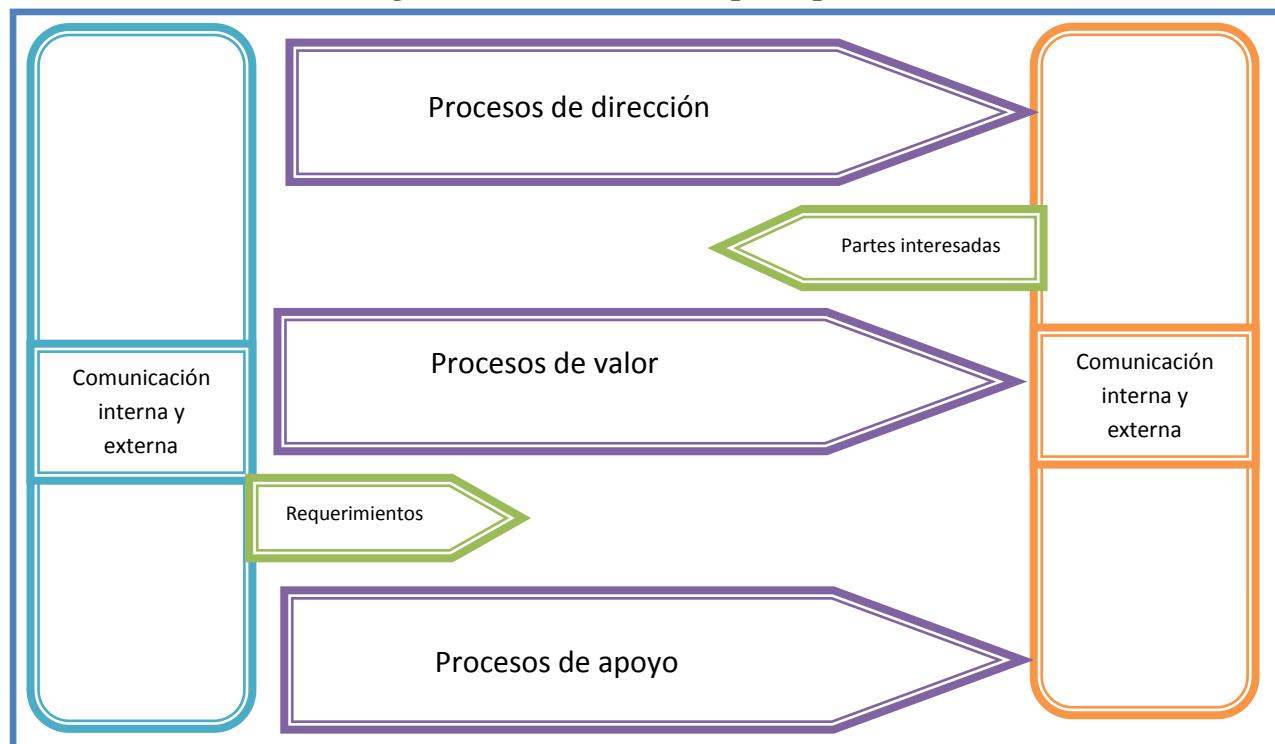 Procesos de dirección
Partes interesadas
Procesos de valor
Comunicación
interna y
externa
Comunicación
interna y
externa
Requerimientos
Procesos de apoyo